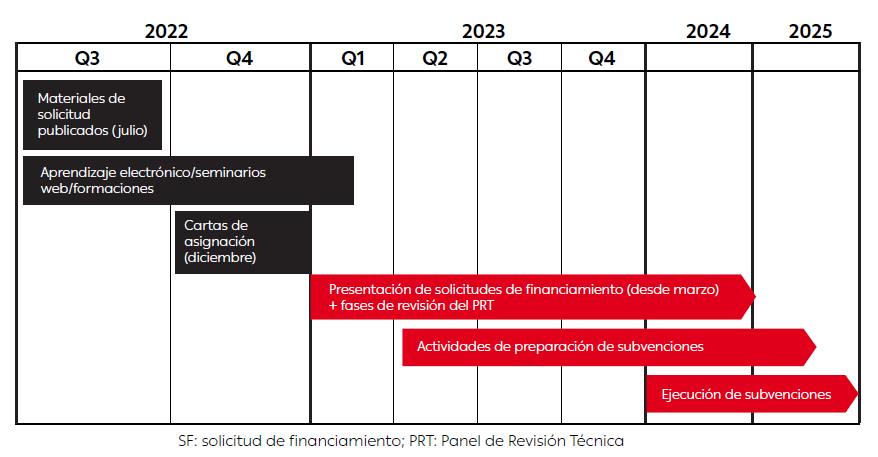 2022 2023 2024 2025
Q3 Q4 Q1 Q2 Q3 Q4
Materiales de
solicitud
publicados (julio)
Aprendizaje electrónico/seminarios
web/formaciones
Cartas de
asignación
(diciembre)
Presentación de solicitudes de financiamiento (desde marzo)
+ fases de revisión del PRT
Actividades de preparación de subvenciones
Ejecución de subvenciones
SF: solicitud de financiamiento; PRT: Panel de Revisión Técnica